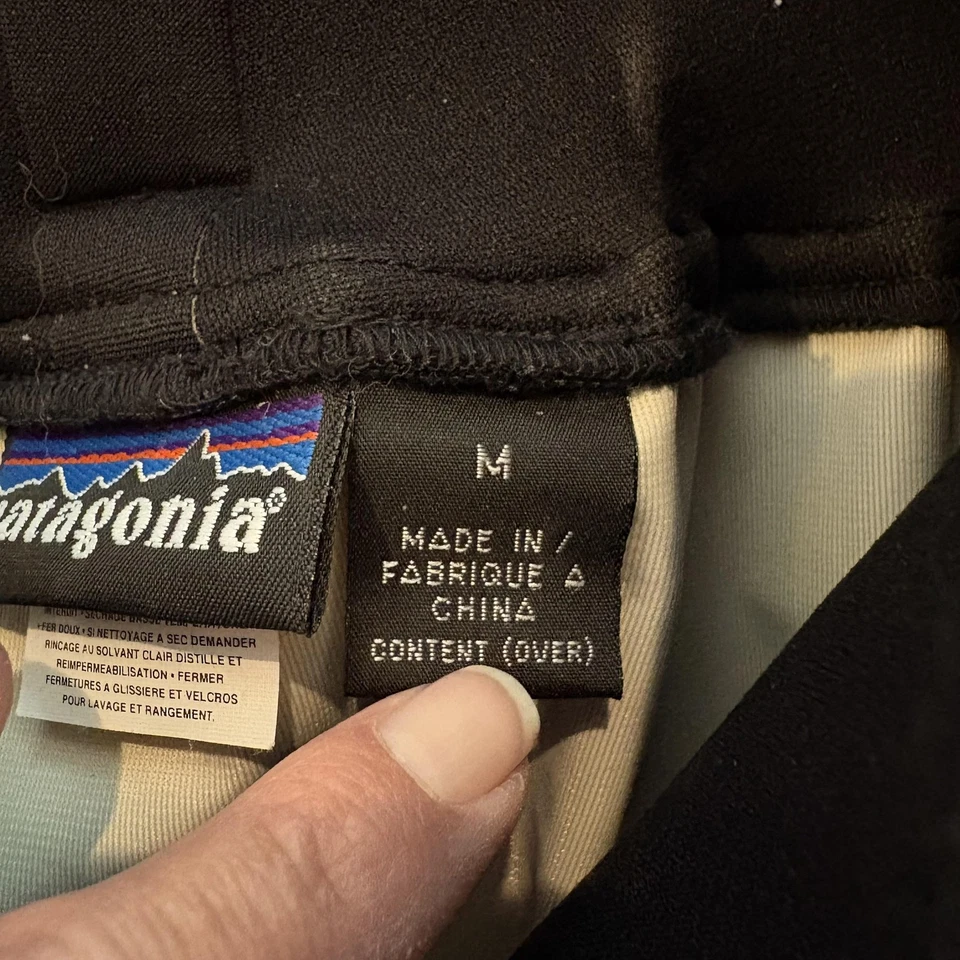 patagonia®
M
MADE IN /
FABRIQUE A
CHINA
CONTENT (OVER)
FER DOUX • SI NETTOYAGE A SEC DEMANDER
RINCAGE AU SOLVANT CLAIR DISTILLE ET
REIMPERMEABILISATION • FERMER
FERMETURES A GLISSIERE ET VELCROS
POUR LAVAGE ET RANGEMENT.